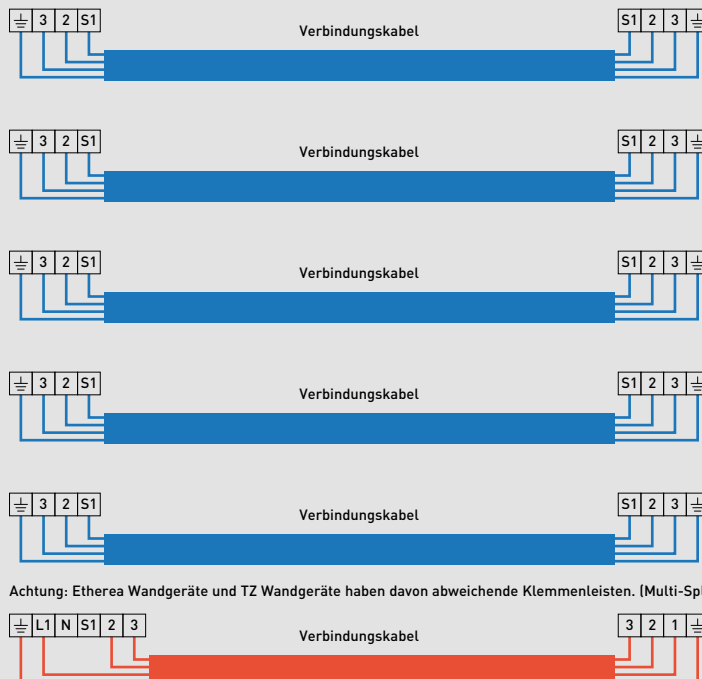 ⏚ 3 2 S1 Verbindungskabel S1 2 3 ⏚
⏚ 3 2 S1 Verbindungskabel S1 2 3 ⏚
⏚ 3 2 S1 Verbindungskabel S1 2 3 ⏚
⏚ 3 2 S1 Verbindungskabel S1 2 3 ⏚
⏚ 3 2 S1 Verbindungskabel S1 2 3 ⏚
Achtung: Etherea Wandgeräte und TZ Wandgeräte haben davon abweichende Klemmenleisten. (Multi-Spl
⏚ L1 N S1 2 3 Verbindungskabel 3 2 1 ⏚